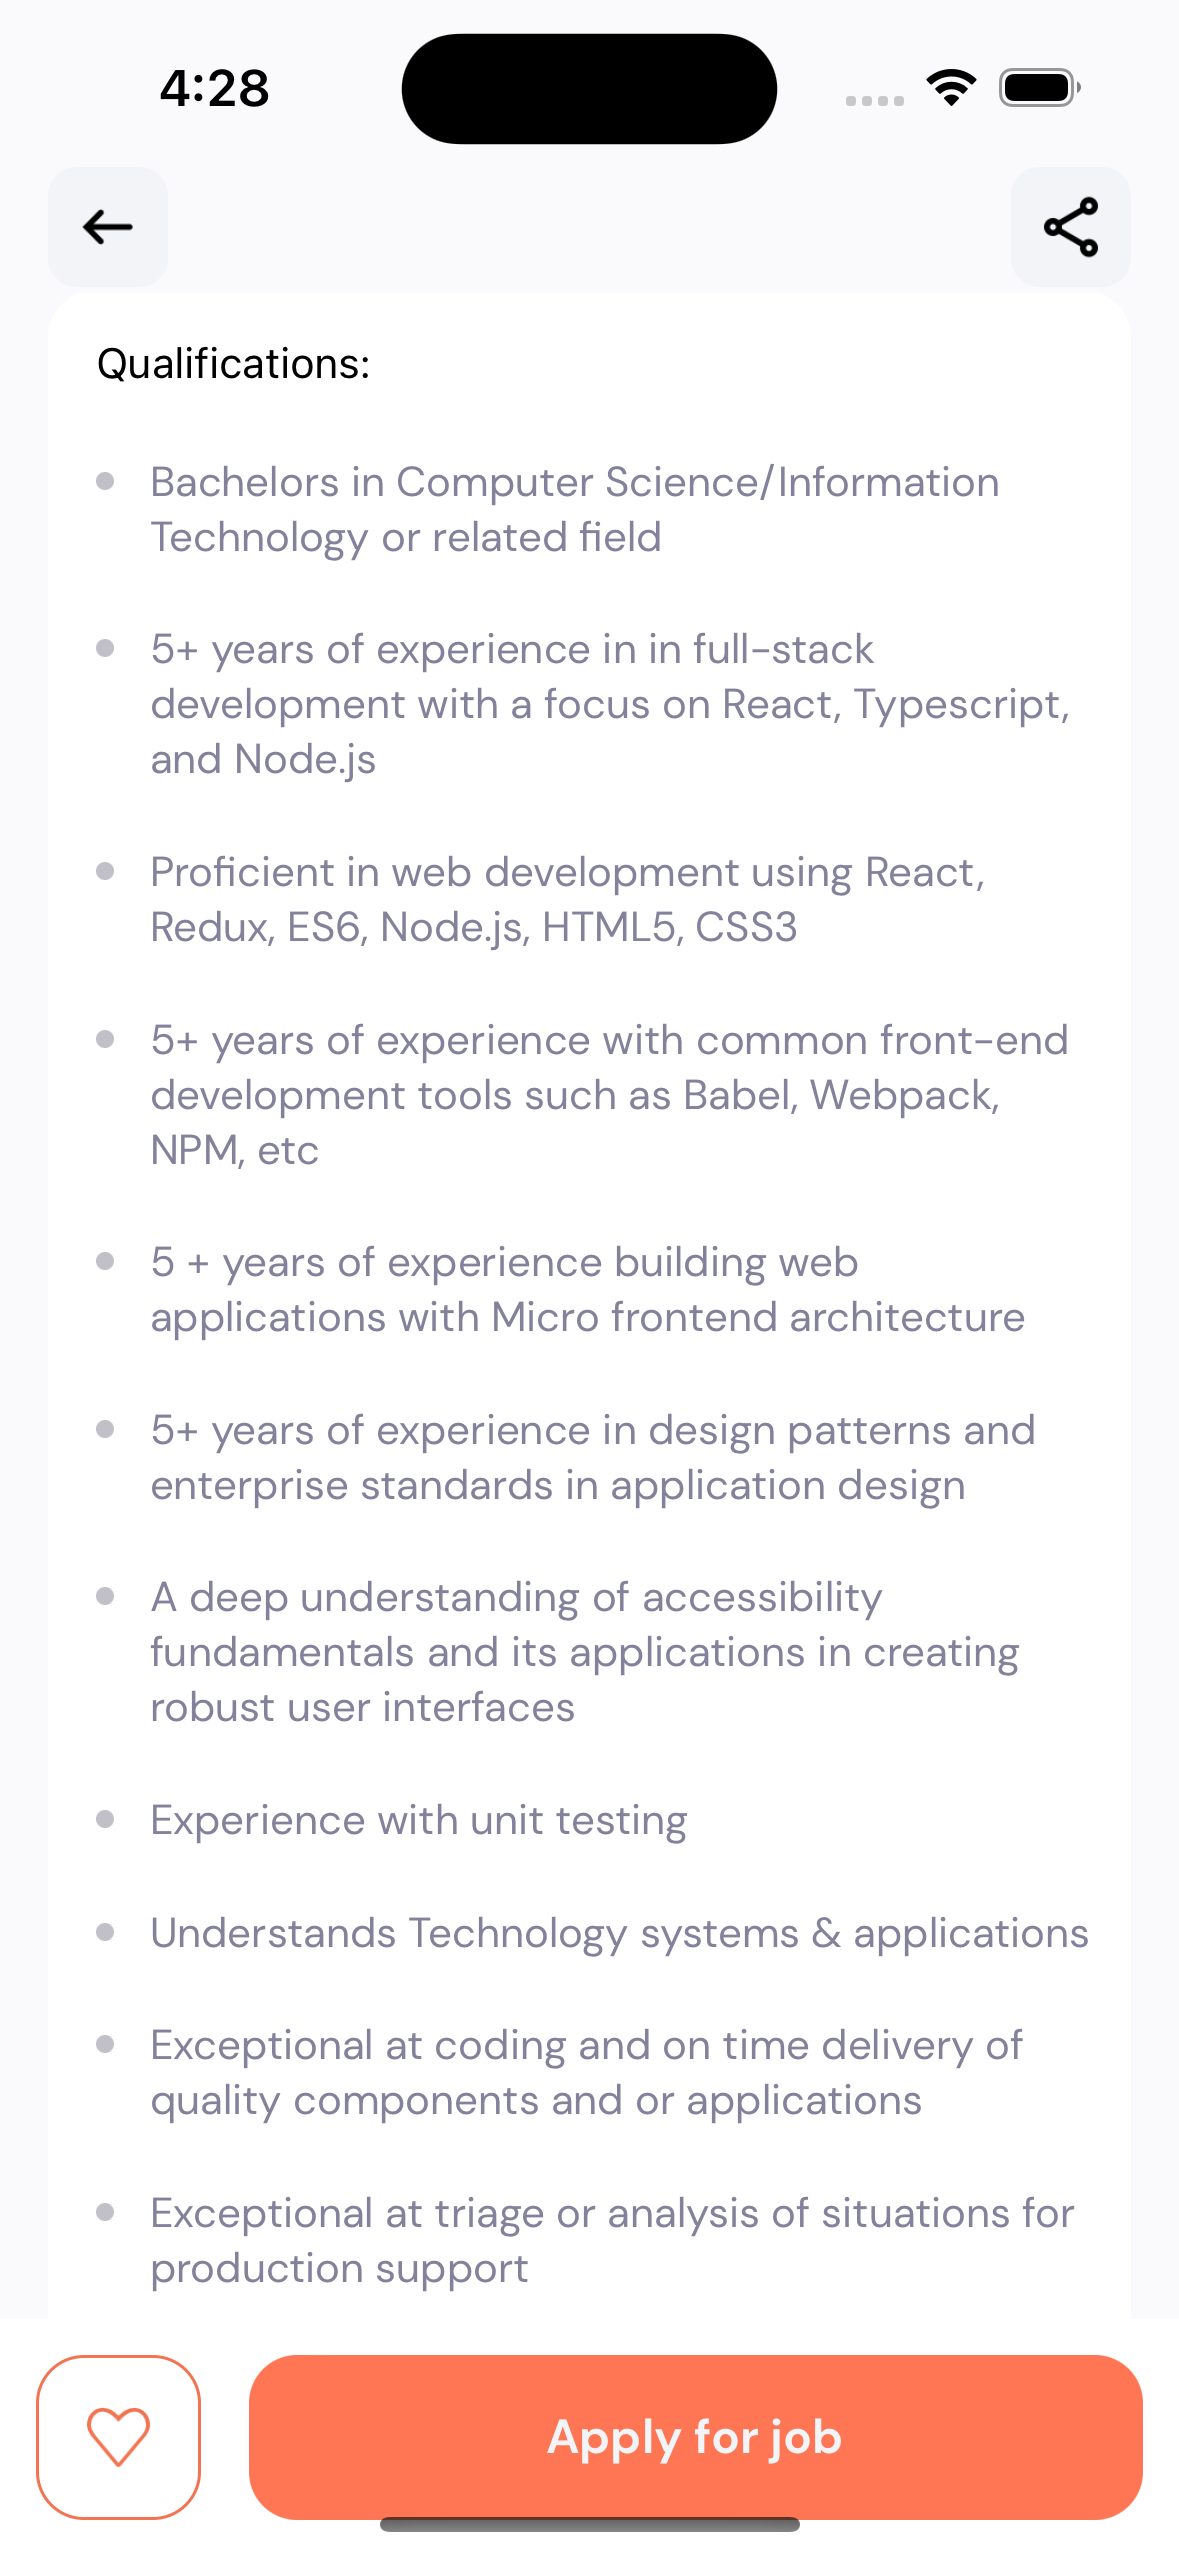 4:28
Qualifications:
Bachelors in Computer Science/Information
Technology or related field
5+ years of experience in in full-stack
development with a focus on React, Typescript,
and Node.js
Proficient in web development using React,
Redux, ES6, Node.js, HTML5, CSS3
5+ years of experience with common front-end
development tools such as Babel, Webpack,
NPM, etc
5 + years of experience building web
applications with Micro frontend architecture
5+ years of experience in design patterns and
enterprise standards in application design
A deep understanding of accessibility
fundamentals and its applications in creating
robust user interfaces
Experience with unit testing
Understands Technology systems & applications
Exceptional at coding and on time delivery of
quality components and or applications
Exceptional at triage or analysis of situations for
production support
Apply for job